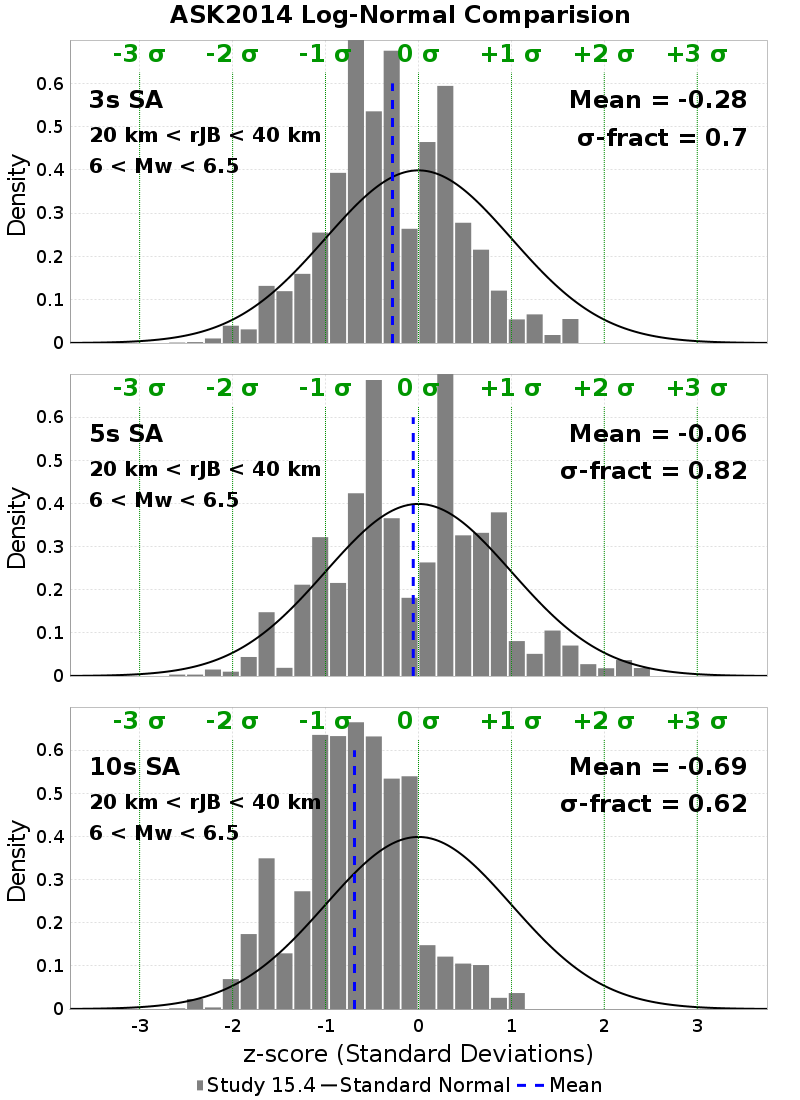 ASK2014 Log-Normal Comparision
-3 σ -2 σ -1 σ 0 σ +1 σ +2 σ +3 σ
3s SA
20 km < rJB < 40 km
6 < Mw < 6.5
Mean = -0.28
σ-fract = 0.7
Density
0.6
0.5
0.4
0.3
0.2
0.1
0
-3 σ -2 σ -1 σ 0 σ +1 σ +2 σ +3 σ
5s SA
20 km < rJB < 40 km
6 < Mw < 6.5
Mean = -0.06
σ-fract = 0.82
Density
0.6
0.5
0.4
0.3
0.2
0.1
0
-3 σ -2 σ -1 σ 0 σ +1 σ +2 σ +3 σ
10s SA
20 km < rJB < 40 km
6 < Mw < 6.5
Mean = -0.69
σ-fract = 0.62
Density
0.6
0.5
0.4
0.3
0.2
0.1
0
-3 -2 -1 0 1 2 3
z-score (Standard Deviations)
Study 15.4 Standard Normal Mean